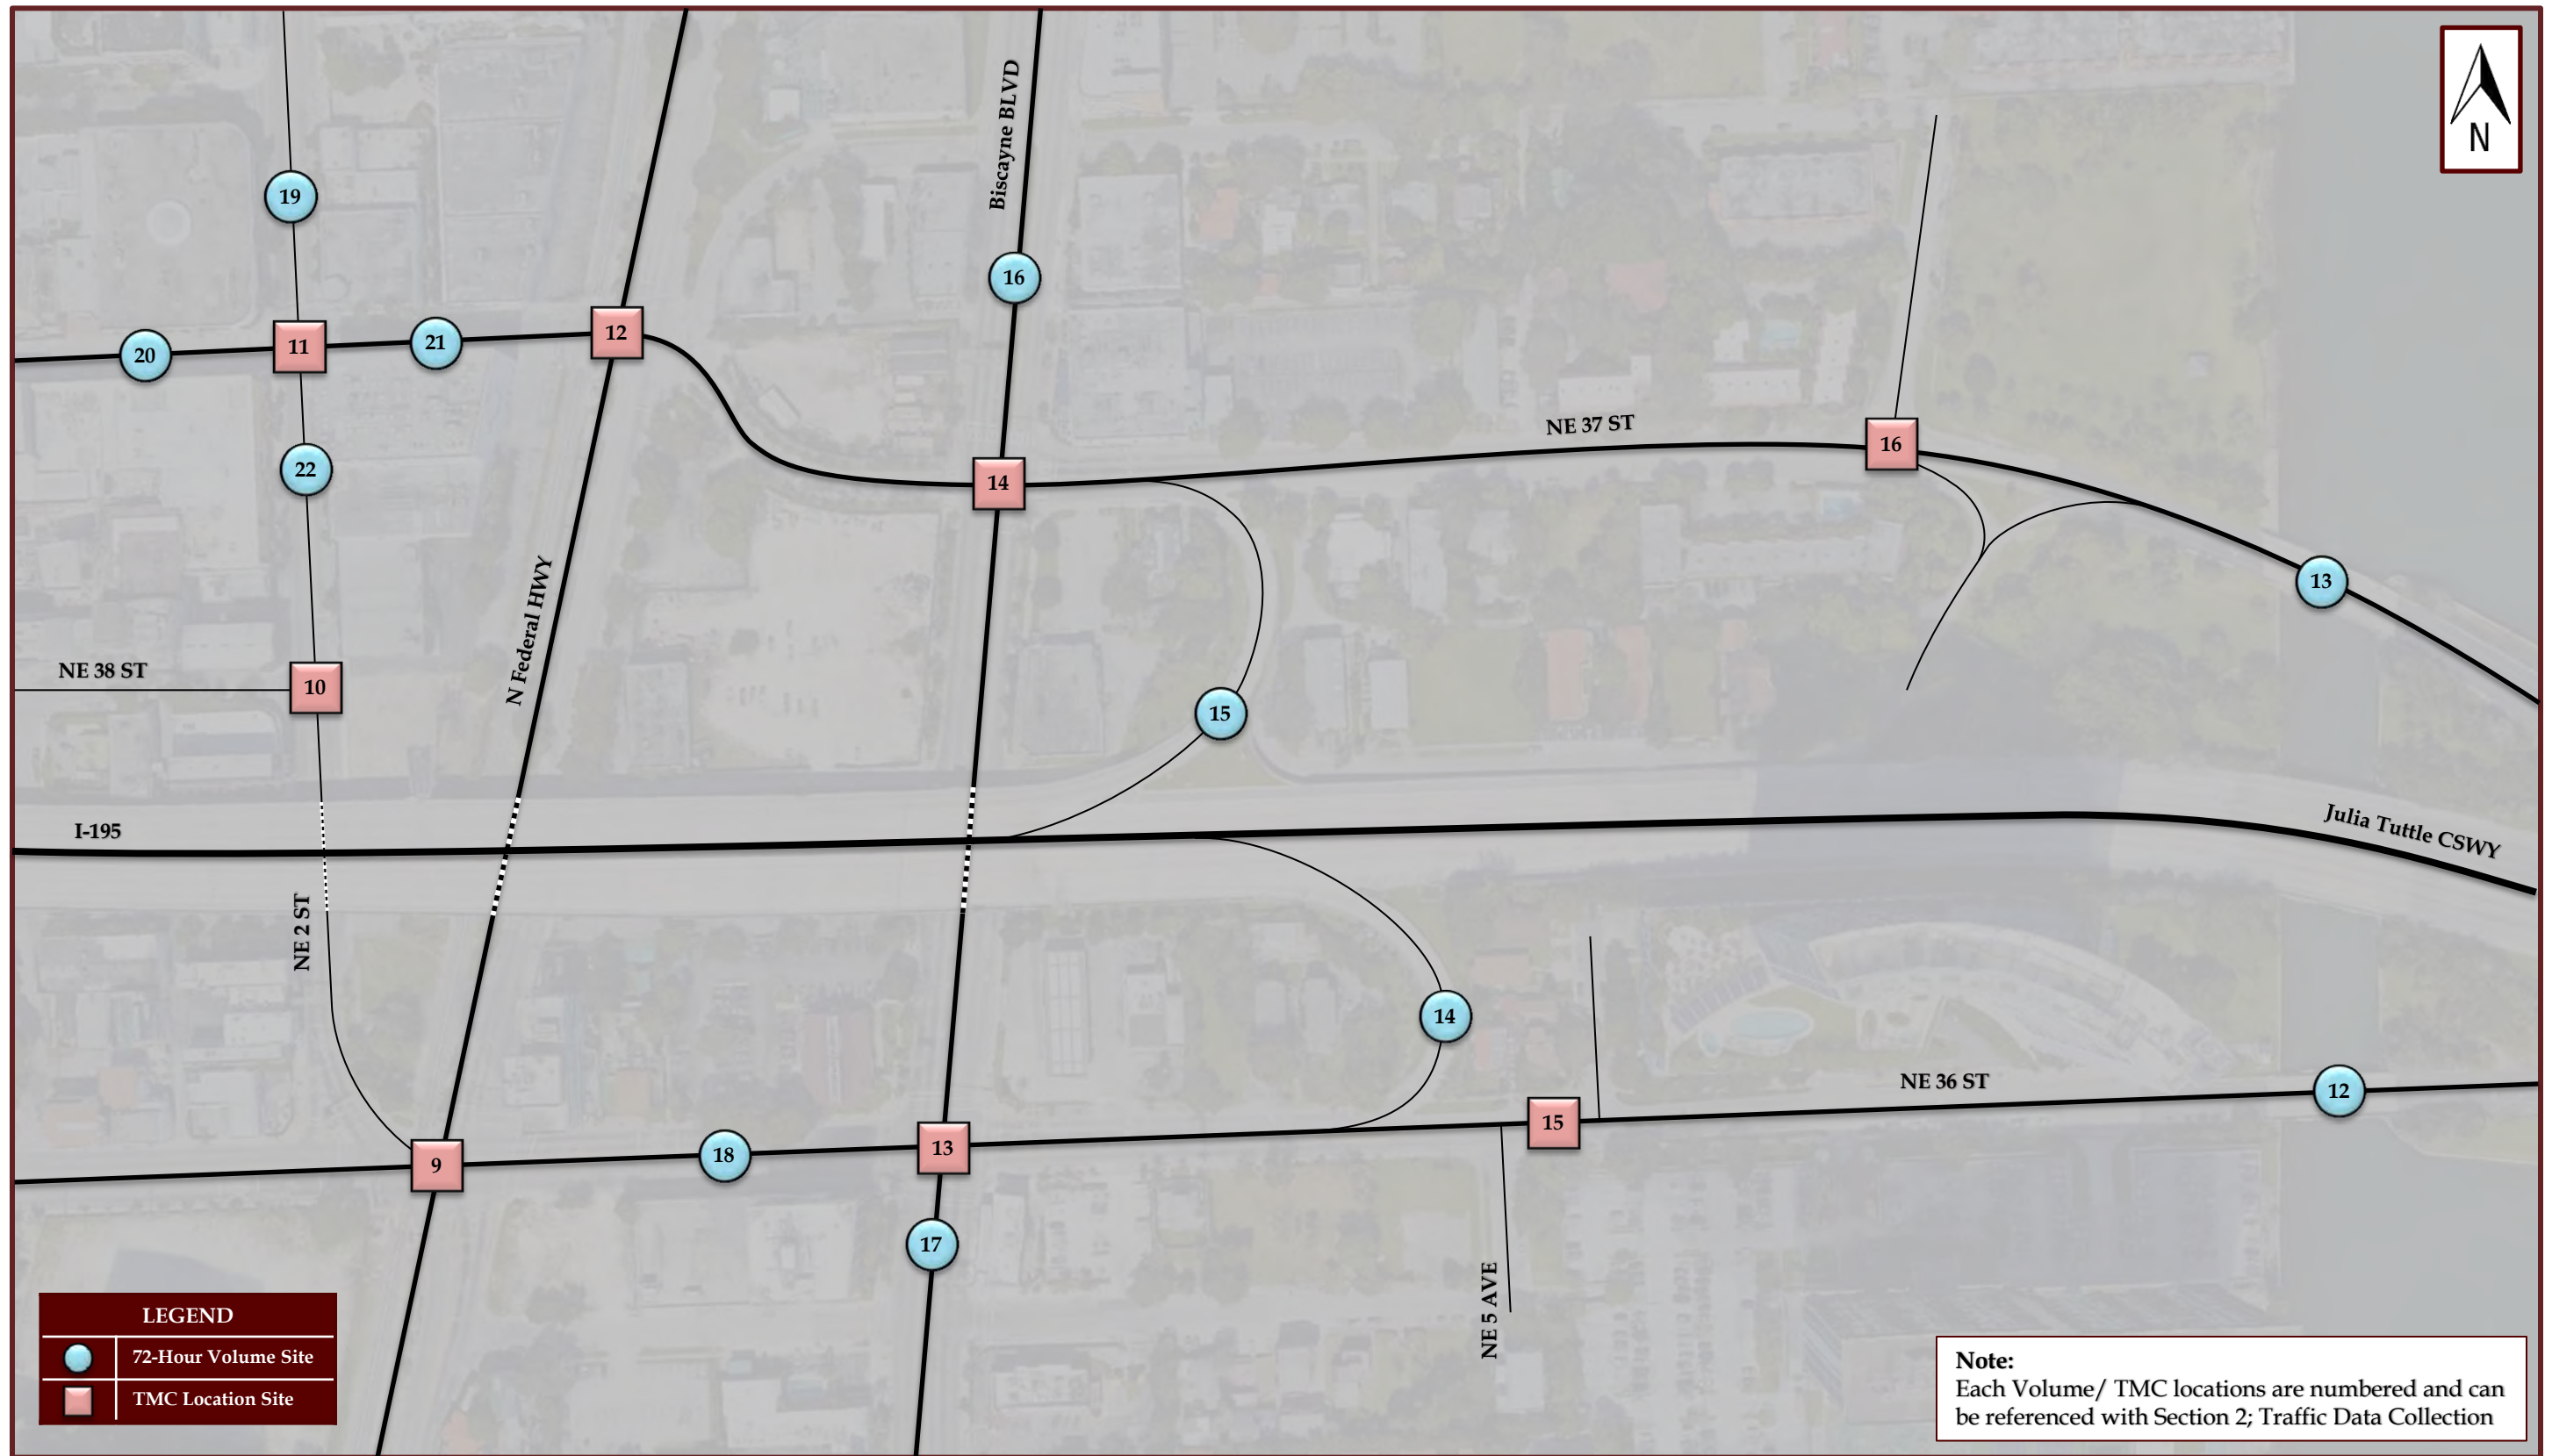 N
Biscayne BLVD
19
16
12
11
21
20
NE 37 ST
16
22
14
13
N Federal HWY
NE 38 ST
10
15
I-195
Julia Tuttle CSWY
NE 2 ST
14
NE 36 ST
12
15
13
18
9
17
NE 5 AVE
LEGEND
72-Hour Volume Site
TMC Location Site
Note:
Each Volume/ TMC locations are numbered and can
be referenced with Section 2; Traffic Data Collection